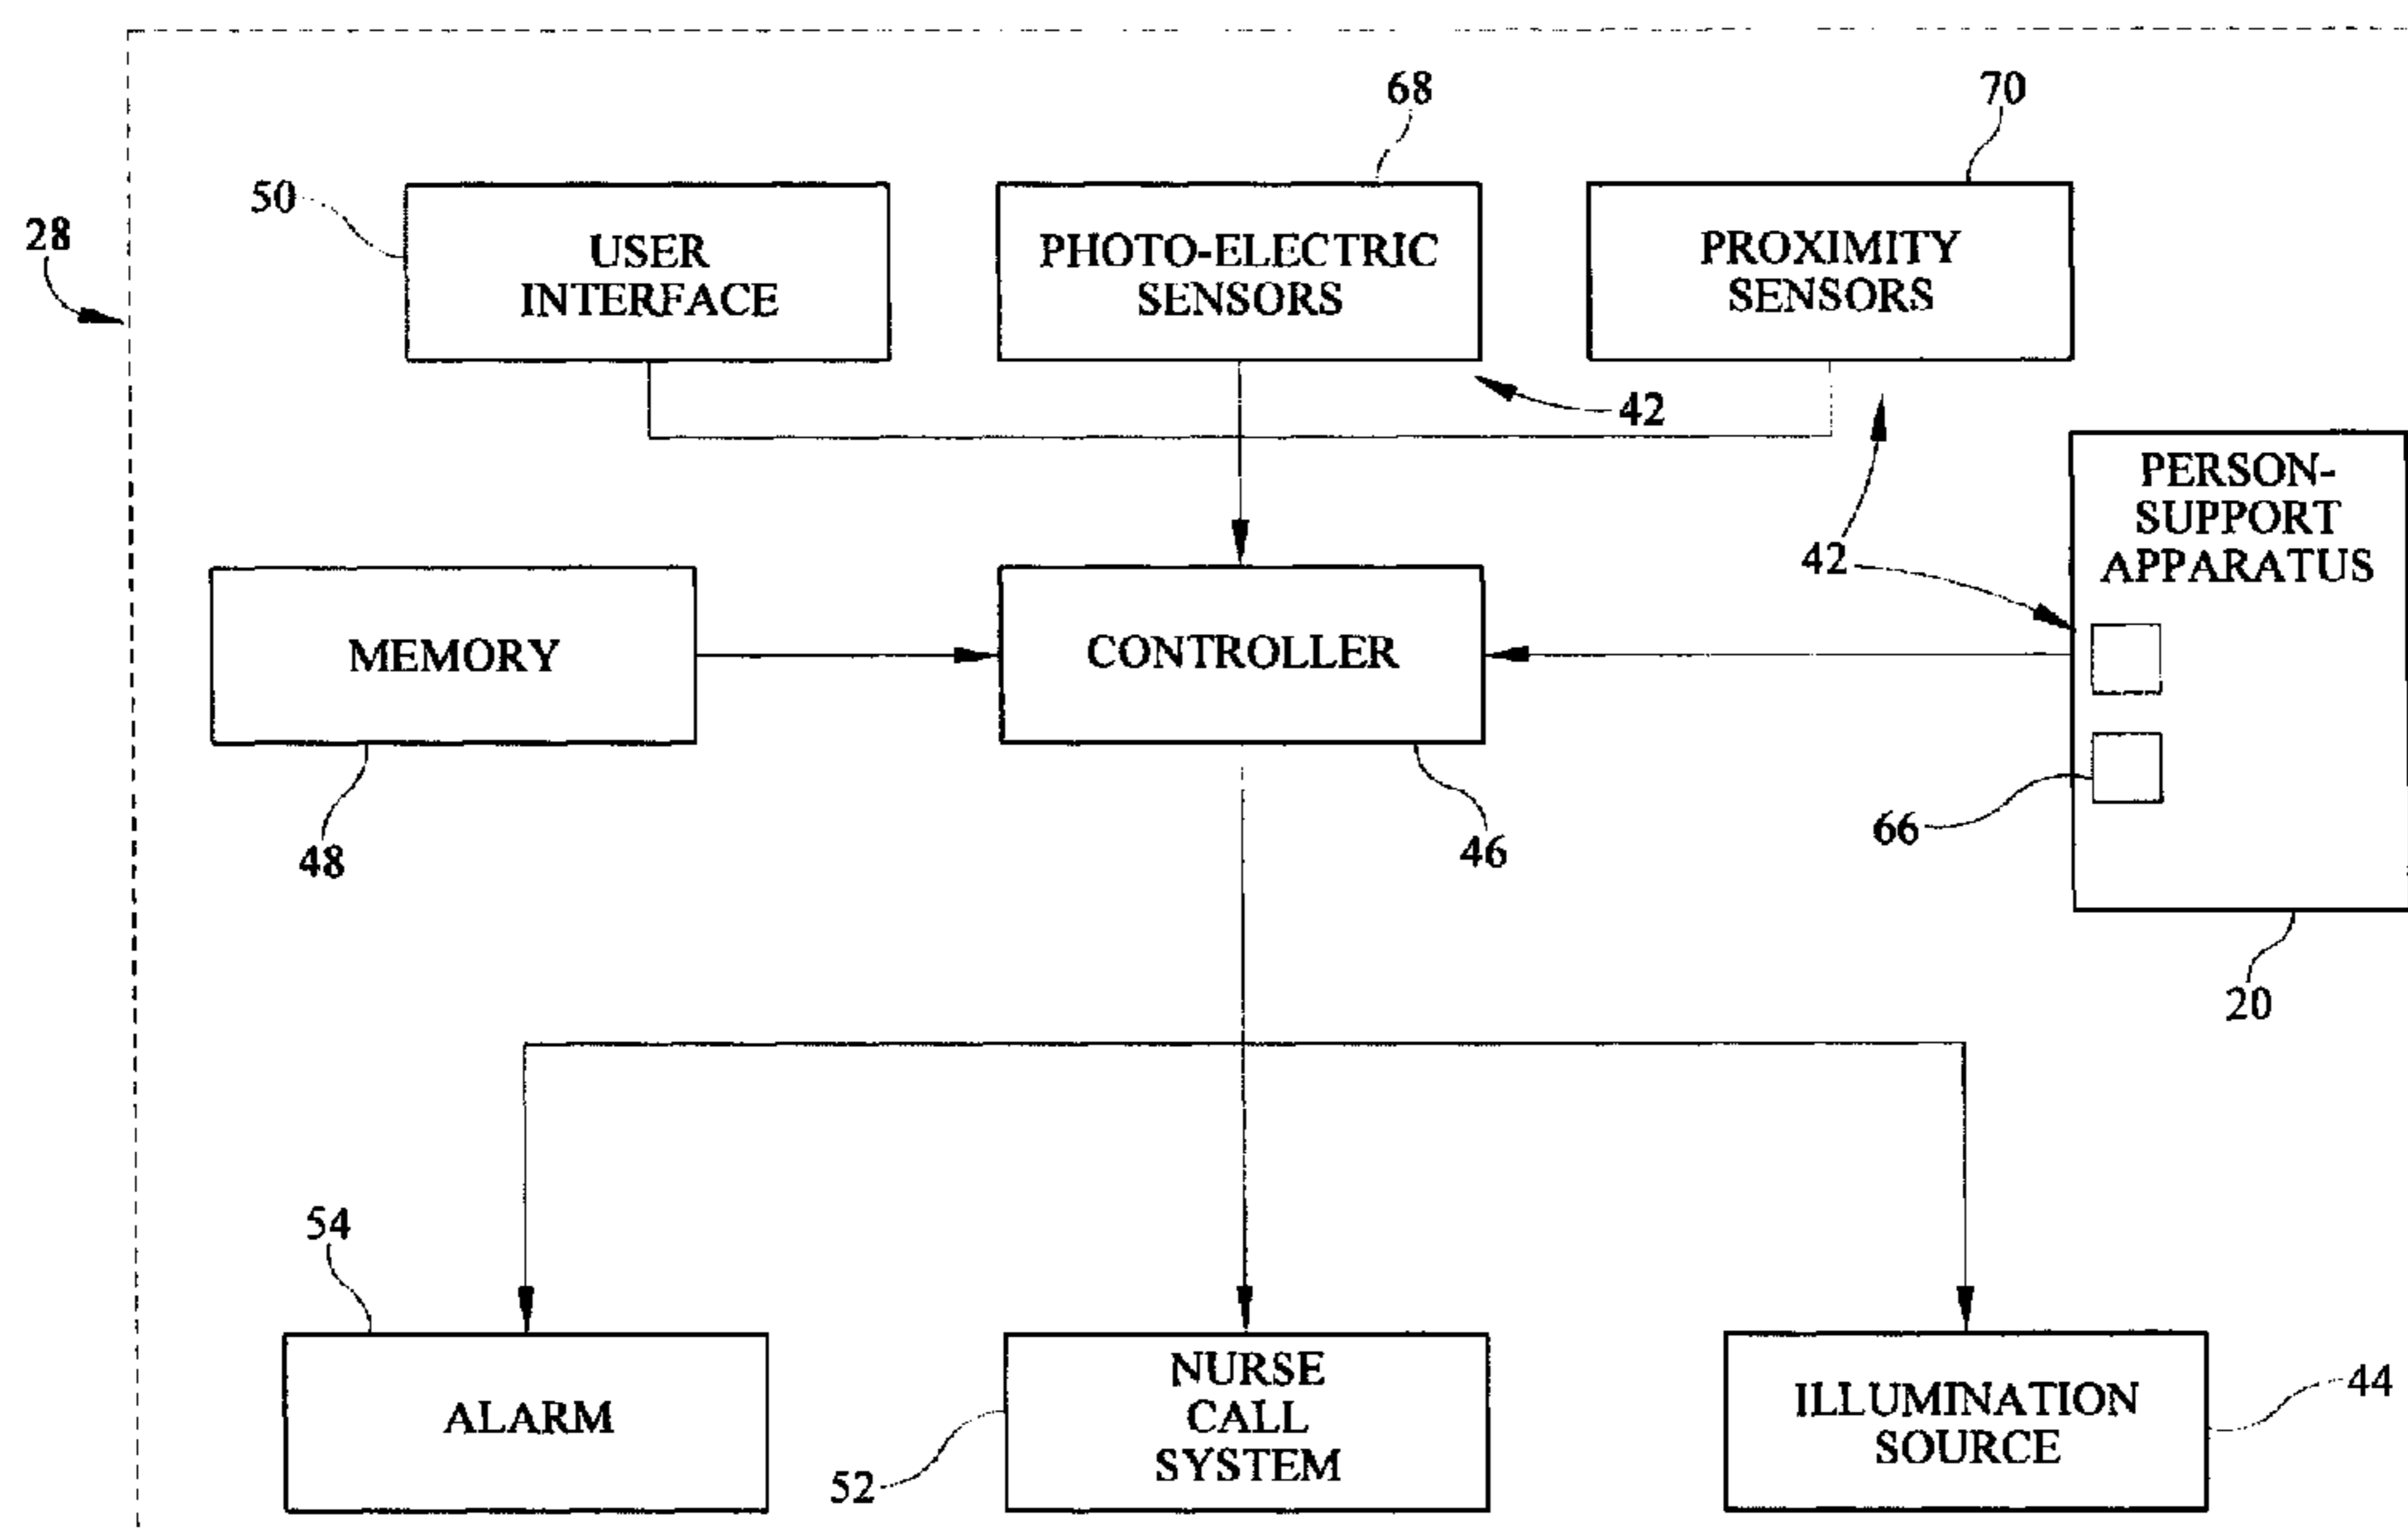 68
70
50
28
USER
INTERFACE
PHOTO-ELECTRIC
SENSORS
PROXIMITY
SENSORS
42
PERSON-
SUPPORT
APPARATUS
42
MEMORY
CONTROLLER
66
48
46
20
54
ALARM
NURSE
CALL
SYSTEM
ILLUMINATION
SOURCE
44
52